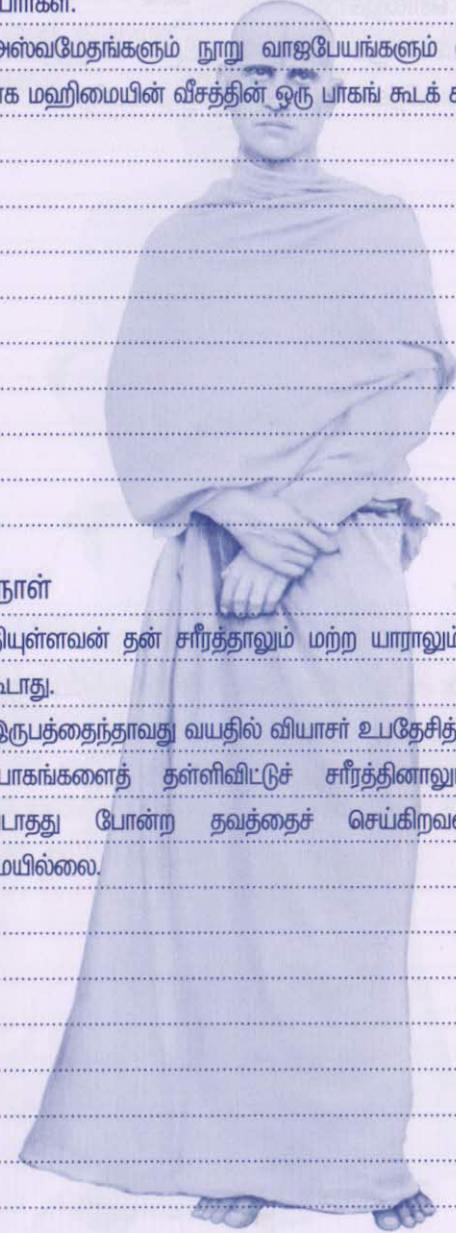 பார்கள்.
அஸ்வமேதங்களும் நூறு வாஜபேயங்களும்
ாக மஹிமையின் வீசத்தின் ஒரு பாகங் கூடக்
நாள்
தியுள்ளவன் தன் சரீரத்தாலும் மற்ற யாராலும்
டாது.
இருபத்தைந்தாவது வயதில் வியாசர் உபதேசித்
போகங்களைத் தள்ளிவிட்டுச் சரீரத்தினாலு
படாதது போன்ற தவத்தைச் செய்கிறவ
மையில்லை.